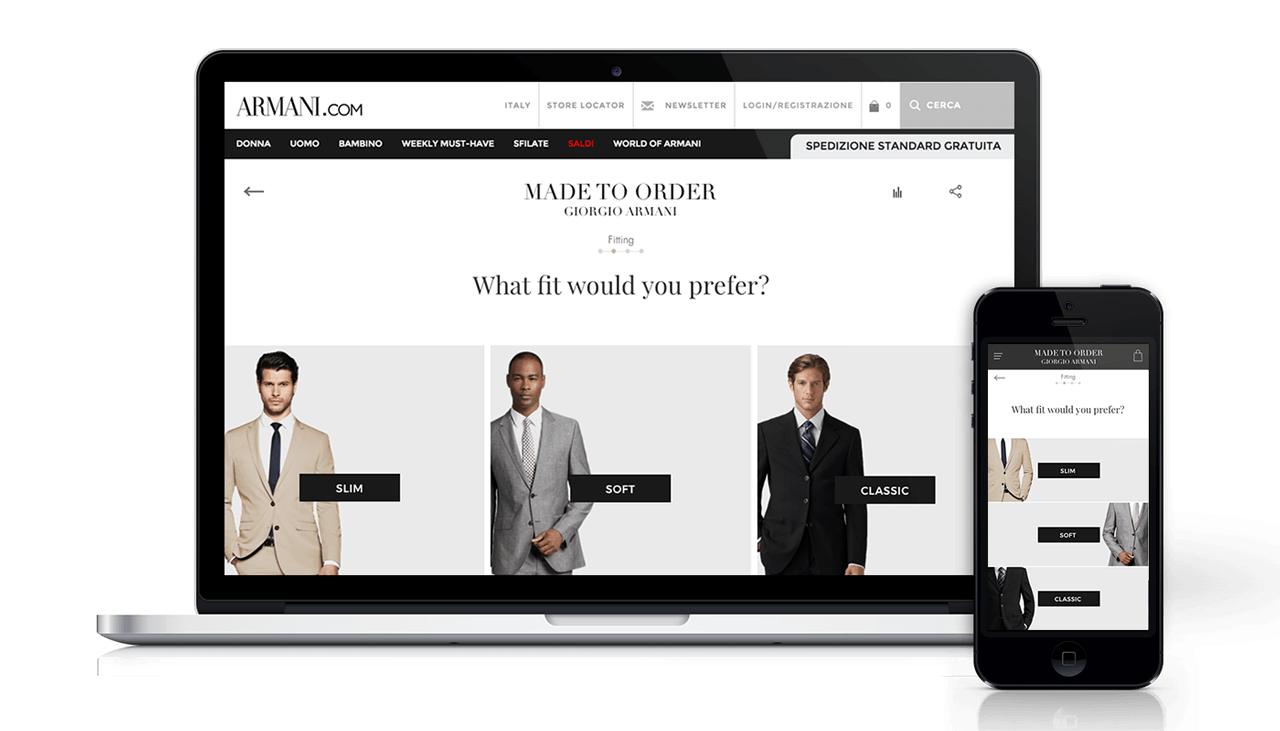 ARMANI.COM
ITALY
STORE LOCATOR
NEWSLETTER
LOGIN/REGISTRAZIONE
0
CERCA
DONNA
UOMO
BAMBINO
WEEKLY MUST-HAVE
SFILATE
SALDI
WORLD OF ARMANI
SPEDIZIONE STANDARD GRATUITA
MADE TO ORDER
GIORGIO ARMANI
Fitting
What fit would you prefer?
SLIM
SOFT
CLASSIC
MADE TO ORDER
GIORGIO ARMANI
Fitting
What fit would you prefer?
SLIM
SOFT
CLASSIC